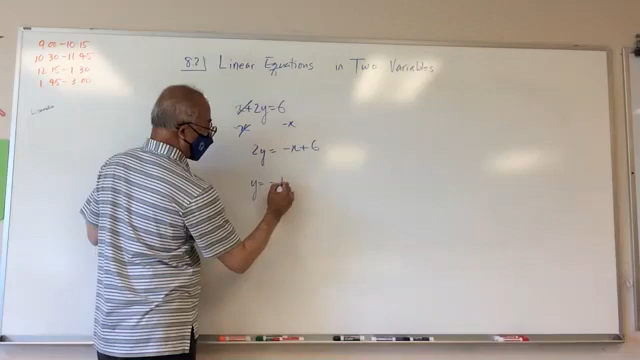 9:00-10:15
10:30-11:45
12:15-1:30
1:45-3:00
8.2 Linear Equations in Two Variables
x+2y=6
-x -x
2y = -x+6
y= -